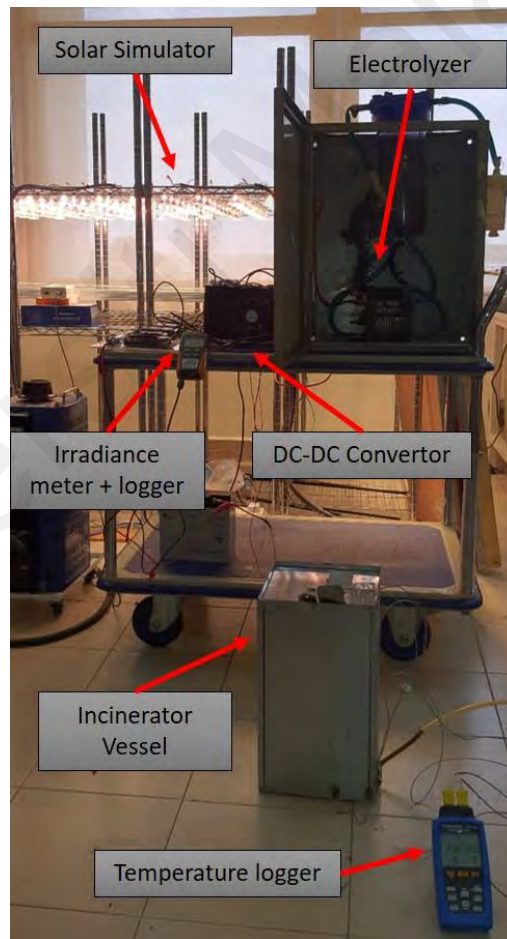 Solar Simulator
Electrolyzer
Irradiance
meter + logger
DC-DC Convertor
Incinerator
Vessel
Temperature logger